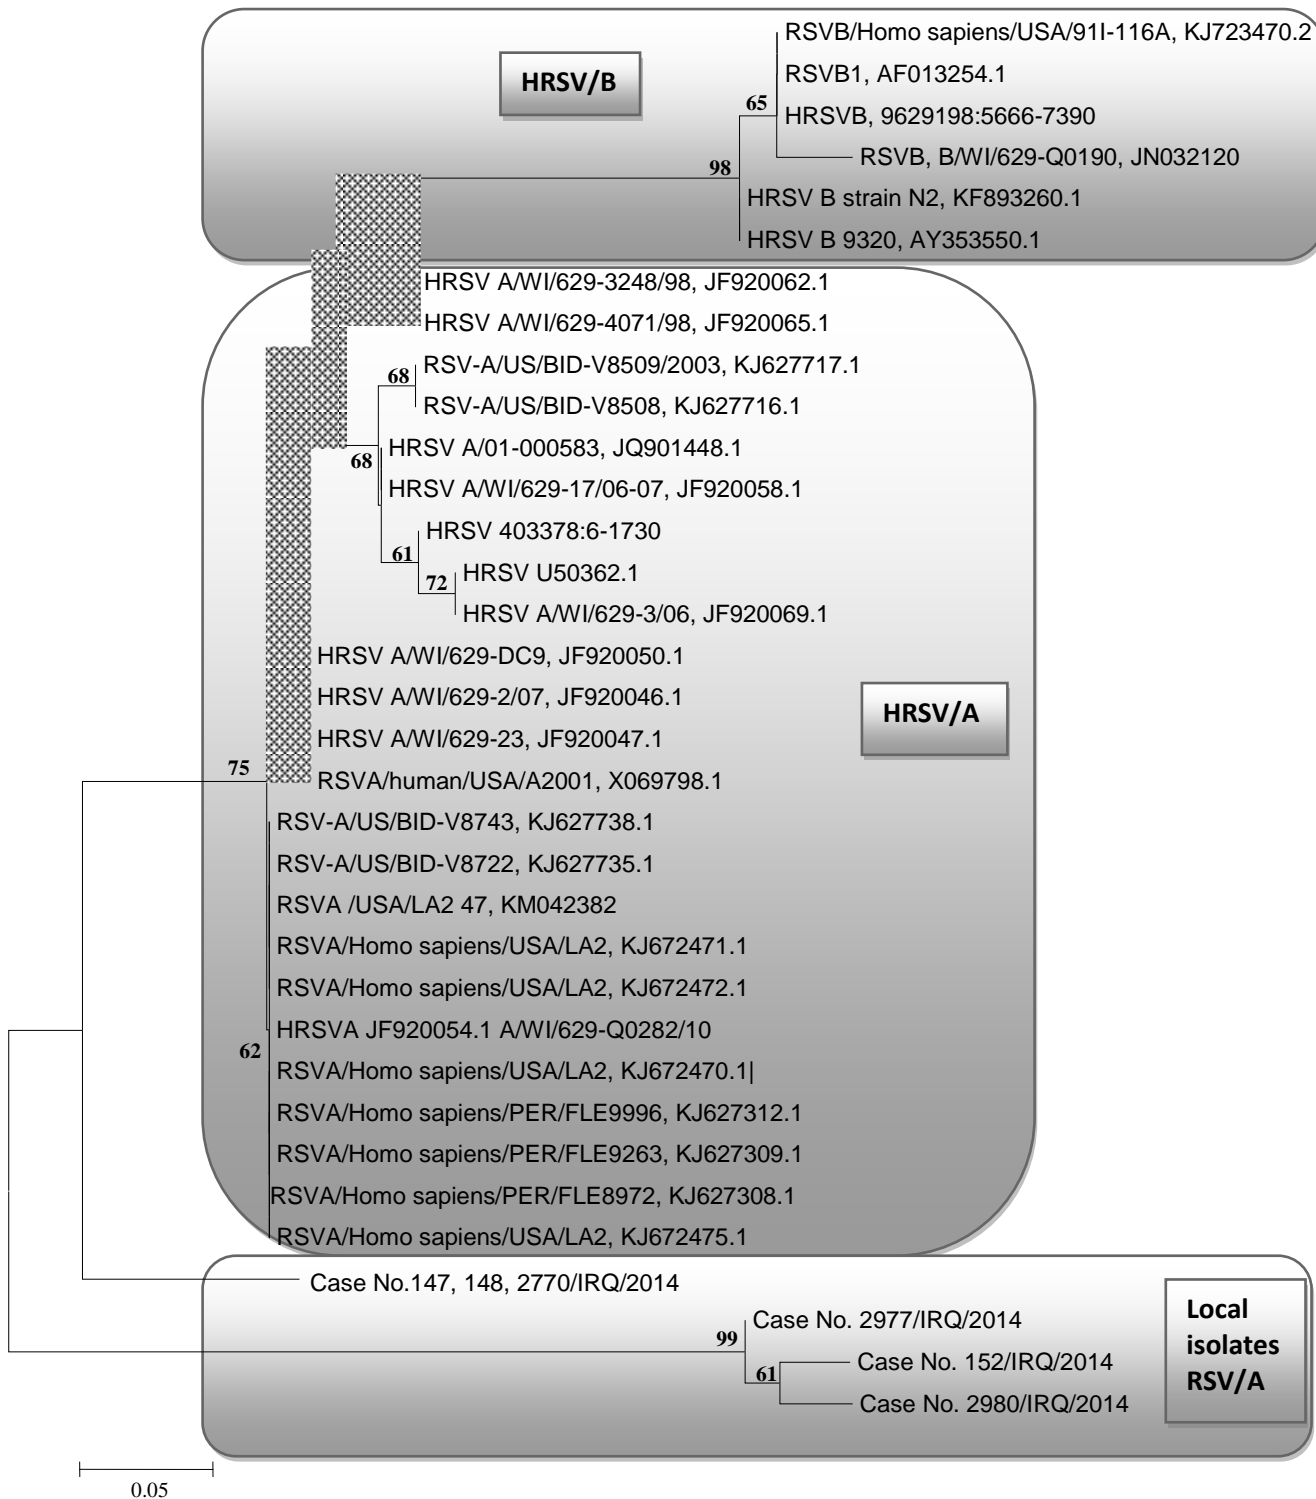 RSVB/Homo sapiens/USA/91I-116A, KJ723470.2
HRSV/B
RSVB1, AF013254.1
65
HRSVB, 9629198:5666-7390
RSVB, B/WI/629-Q0190, JN032120
98
HRSV B strain N2, KF893260.1
HRSV B 9320, AY353550.1
HRSV A/WI/629-3248/98, JF920062.1
HRSV A/WI/629-4071/98, JF920065.1
RSV-A/US/BID-V8509/2003, KJ627717.1
68
RSV-A/US/BID-V8508, KJ627716.1
HRSV A/01-000583, JQ901448.1
68
HRSV A/WI/629-17/06-07, JF920058.1
HRSV 403378:6-1730
61
HRSV U50362.1
72
HRSV A/WI/629-3/06, JF920069.1
HRSV A/WI/629-DC9, JF920050.1
HRSV A/WI/629-2/07, JF920046.1
HRSV/A
HRSV A/WI/629-23, JF920047.1
75
RSVA/human/USA/A2001, X069798.1
RSV-A/US/BID-V8743, KJ627738.1
RSV-A/US/BID-V8722, KJ627735.1
RSVA /USA/LA2 47, KM042382
RSVA/Homo sapiens/USA/LA2, KJ672471.1
RSVA/Homo sapiens/USA/LA2, KJ672472.1
HRSVA JF920054.1 A/WI/629-Q0282/10
62
RSVA/Homo sapiens/USA/LA2, KJ672470.1|
RSVA/Homo sapiens/PER/FLE9996, KJ627312.1
RSVA/Homo sapiens/PER/FLE9263, KJ627309.1
RSVA/Homo sapiens/PER/FLE8972, KJ627308.1
RSVA/Homo sapiens/USA/LA2, KJ672475.1
Case No.147, 148, 2770/IRQ/2014
Case No. 2977/IRQ/2014
99
Case No. 152/IRQ/2014
61
Case No. 2980/IRQ/2014
Local
isolates
RSV/A
0.05